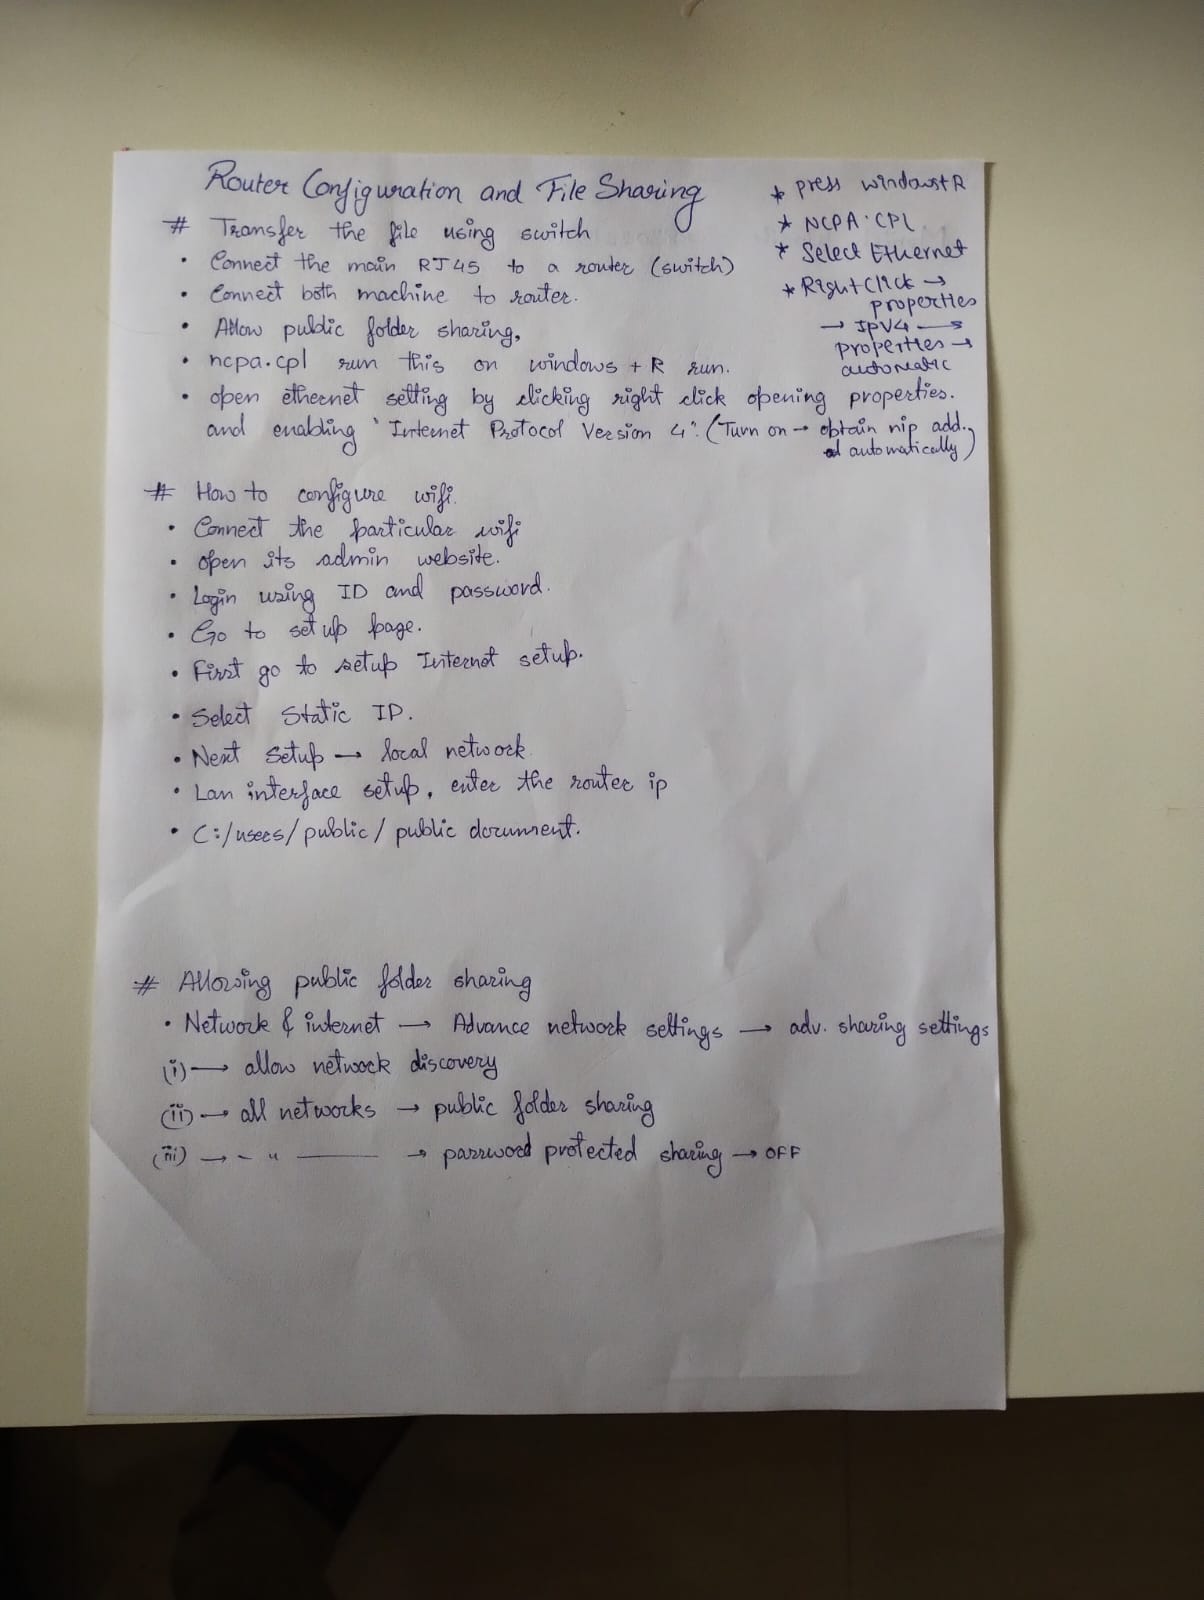 Router Configuration and File Sharing
# Transfer the file using switch
• Connect the main RJ45 to a router (switch)
• Connect both machine to router.
• Allow public folder sharing,
• ncpa.cpl run this on windows + R run.
• open ethernet setting by clicking right click opening properties.
and enabling "Internet Protocol Version 4". (Turn on → obtain nip add.
automatically)
* press windows+R
* NCPA.CPL
* Select Ethernet
* Right Click →
properties
→ IPV4 →
properties →
automatic
# How to configure wifi.
• Connect the particular wifi
• open its admin website.
• Login using ID and password.
• Go to setup page.
• First go to setup Internet setup.
• Select Static IP.
• Next Setup → local network
• Lan interface setup, enter the router ip
• C:/users/public/public document.
# Allowing public folder sharing
• Network & internet → Advance network settings → adv. sharing settings
(i) → allow network discovery
(ii) → all networks → public folder sharing
(iii) → - " —— → password protected sharing → OFF